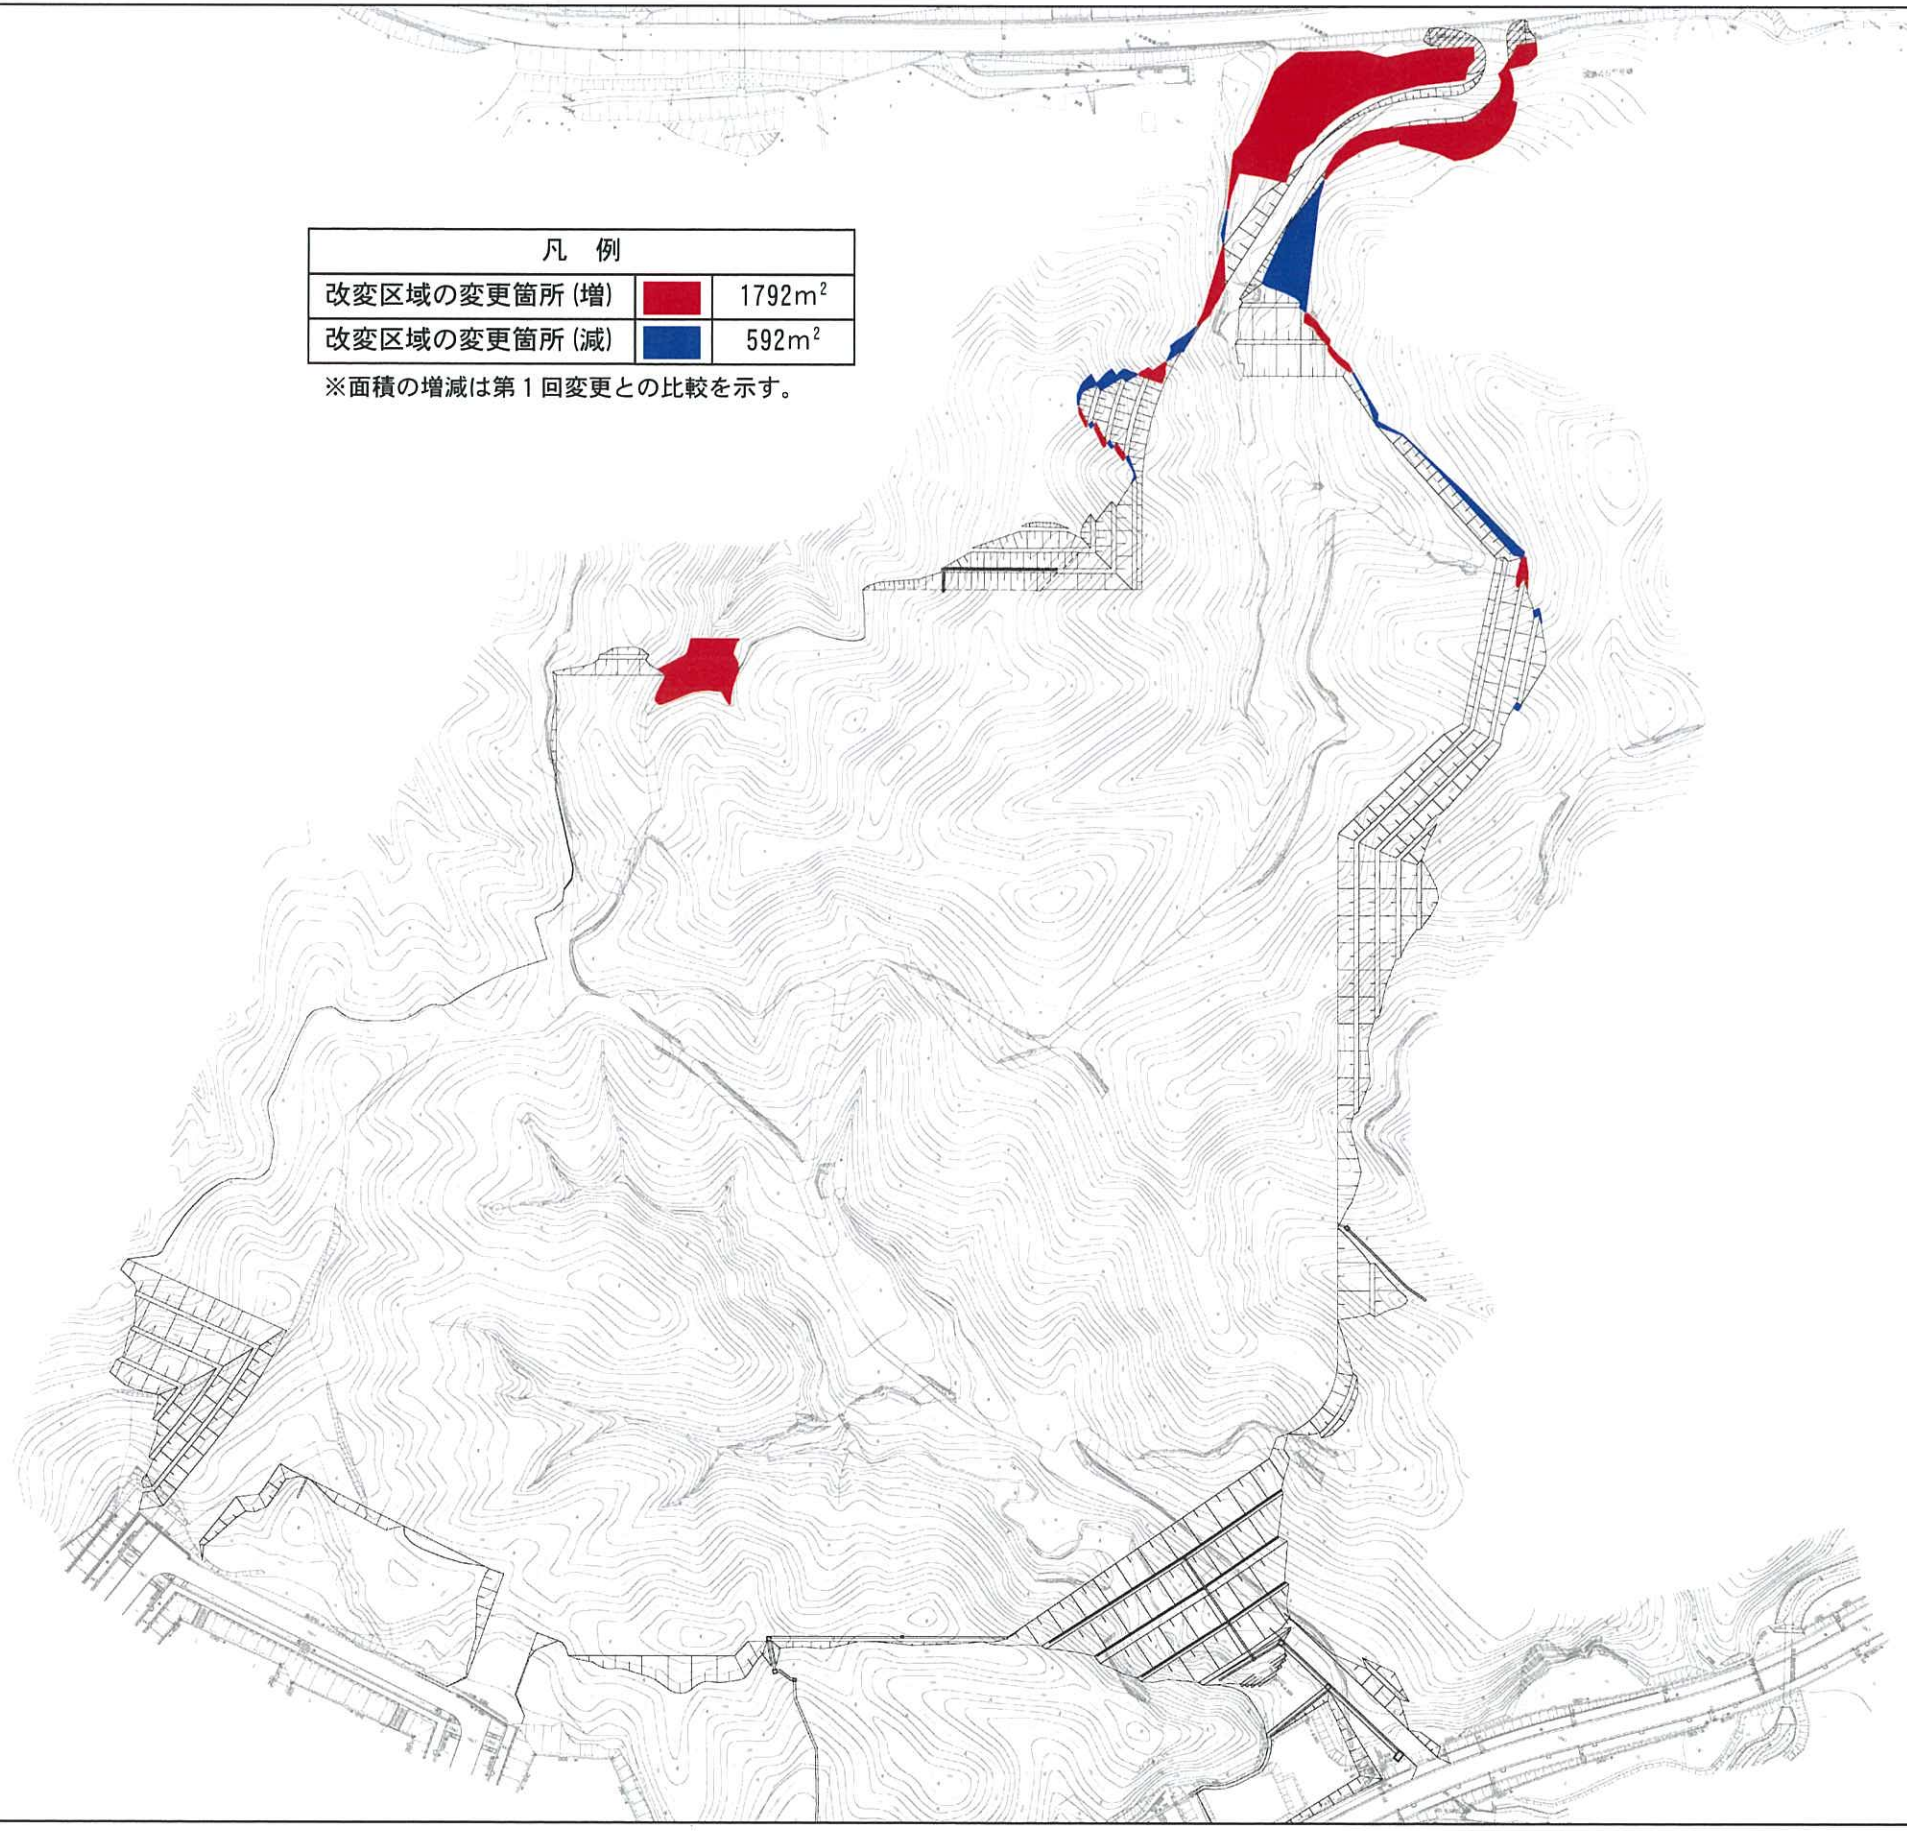 凡 例
改変区域の変更箇所(増) 1792m²
改変区域の変更箇所(減) 592m²
※面積の増減は第1回変更との比較を示す。